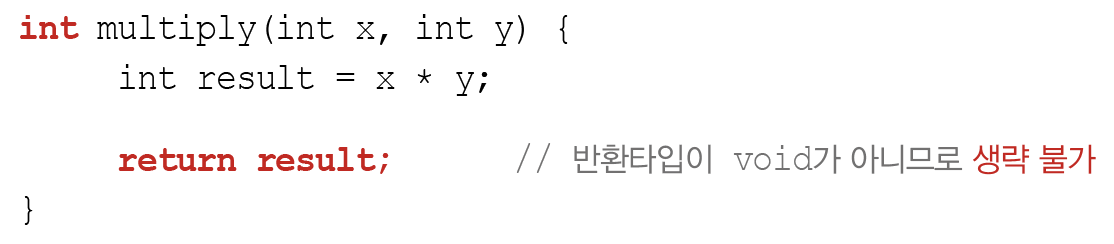 int multiply(int x, int y) {
int result = x * y;
return result; // 반환타입이 void가 아니므로 생략 불가
}